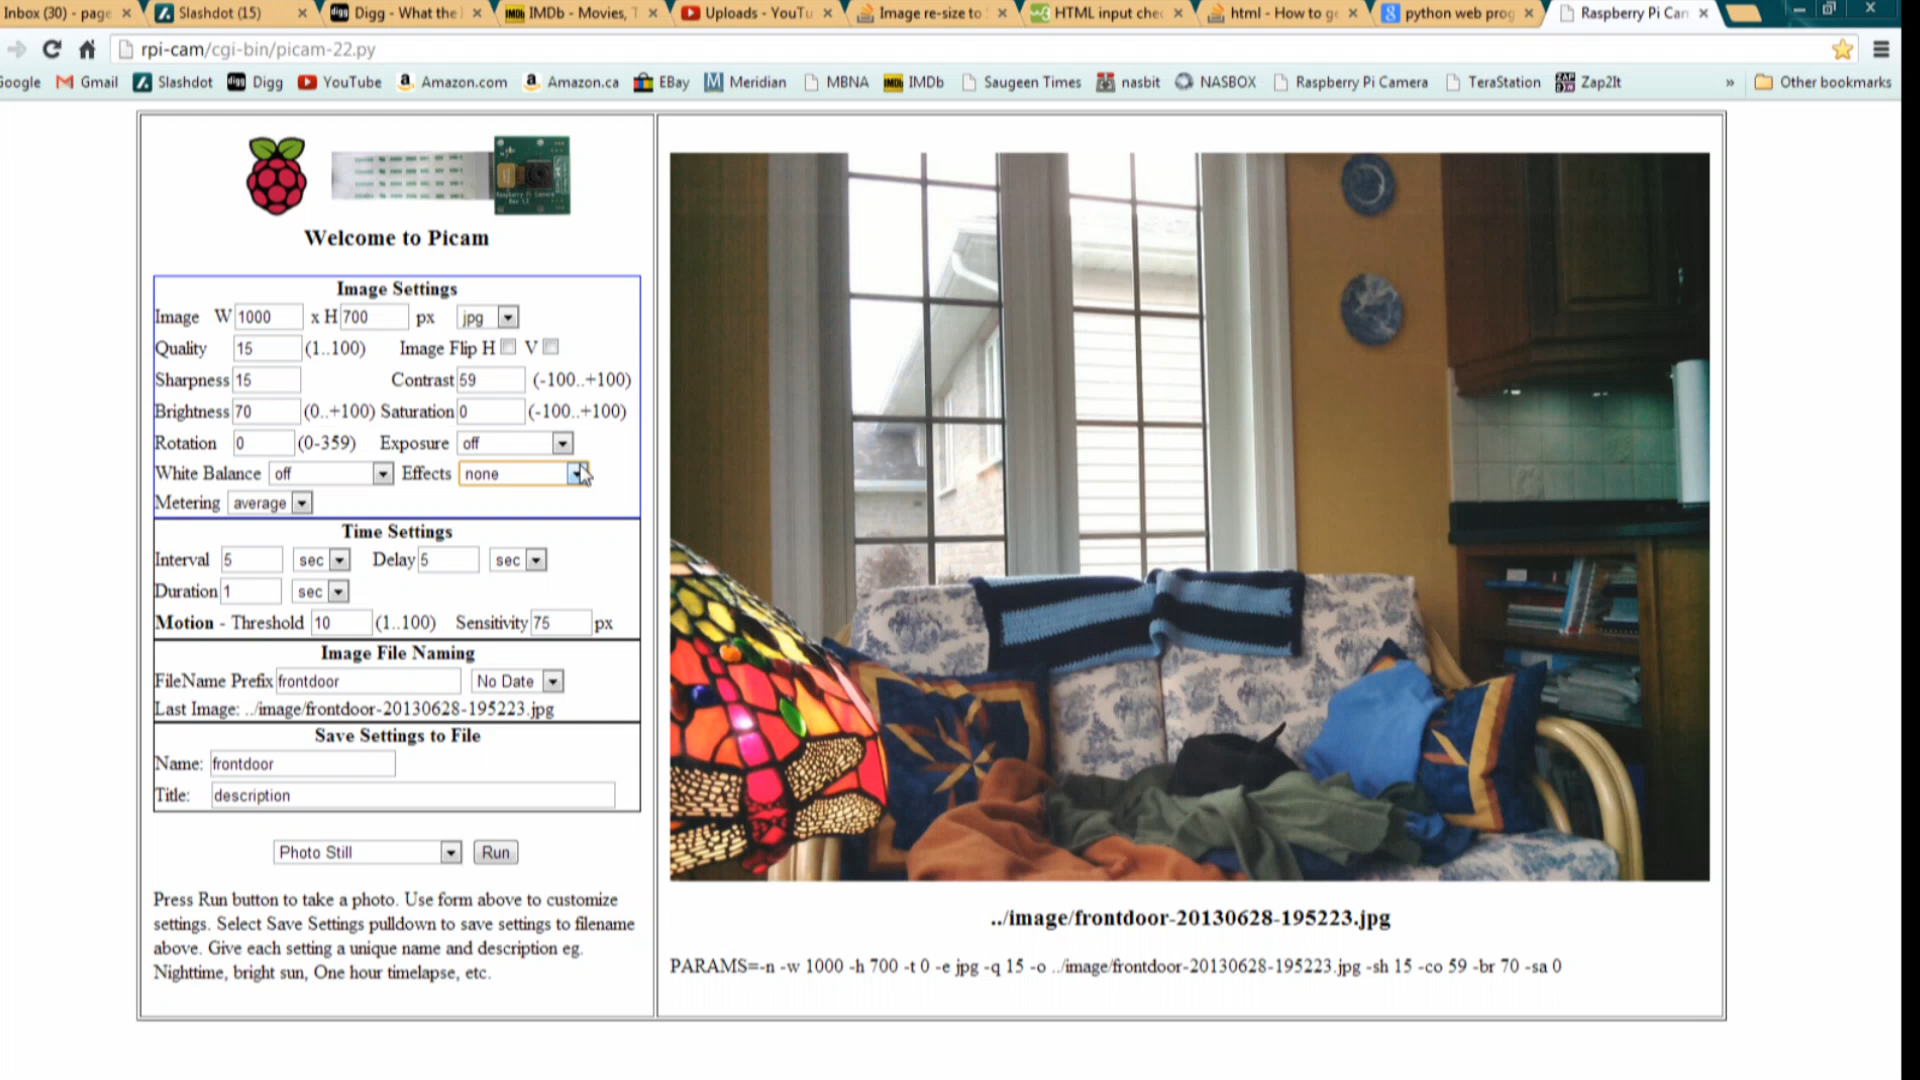 Inbox (30) - page
Slashdot (15)
Digg - What the
IMDb - Movies, T
Uploads - YouTu
Image re-size to
HTML input che
html - How to g
python web prog
Raspberry Pi Can
rpi-cam/cgi-bin/picam-22.py
Google
Gmail
Slashdot
Digg
YouTube
Amazon.com
Amazon.ca
EBay
Meridian
MBNA
IMDb
Saugeen Times
nasbit
NASBOX
Raspberry Pi Camera
TeraStation
Zap2It
»
Other bookmarks
Welcome to Picam
Image Settings
Image W 1000 x H 700 px jpg
Quality 15 (1..100) Image Flip H V
Sharpness 15 Contrast 59 (-100..+100)
Brightness 70 (0..+100) Saturation 0 (-100..+100)
Rotation 0 (0-359) Exposure off
White Balance off Effects none
Metering average
Time Settings
Interval 5 sec Delay 5 sec
Duration 1 sec
Motion - Threshold 10 (1..100) Sensitivity 75 px
Image File Naming
FileName Prefix frontdoor No Date
Last Image: ../image/frontdoor-20130628-195223.jpg
Save Settings to File
Name: frontdoor
Title: description
Photo Still Run
Press Run button to take a photo. Use form above to customize
settings. Select Save Settings pulldown to save settings to filename
above. Give each setting a unique name and description eg.
Nighttime, bright sun, One hour timelapse, etc.
../image/frontdoor-20130628-195223.jpg
PARAMS=-n -w 1000 -h 700 -t 0 -e jpg -q 15 -o ../image/frontdoor-20130628-195223.jpg -sh 15 -co 59 -br 70 -sa 0